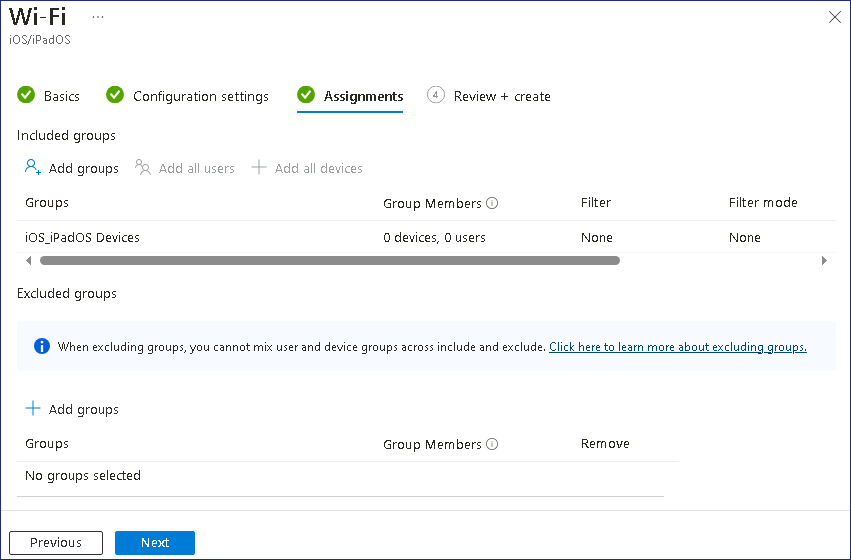 Wi-Fi ...
iOS/iPadOS
Basics Configuration settings Assignments 4 Review + create
Included groups
Add groups Add all users Add all devices
Groups Group Members Filter Filter mode
iOS_iPadOS Devices 0 devices, 0 users None None
Excluded groups
When excluding groups, you cannot mix user and device groups across include and exclude. Click here to learn more about excluding groups.
Add groups
Groups Group Members Remove
No groups selected
Previous Next